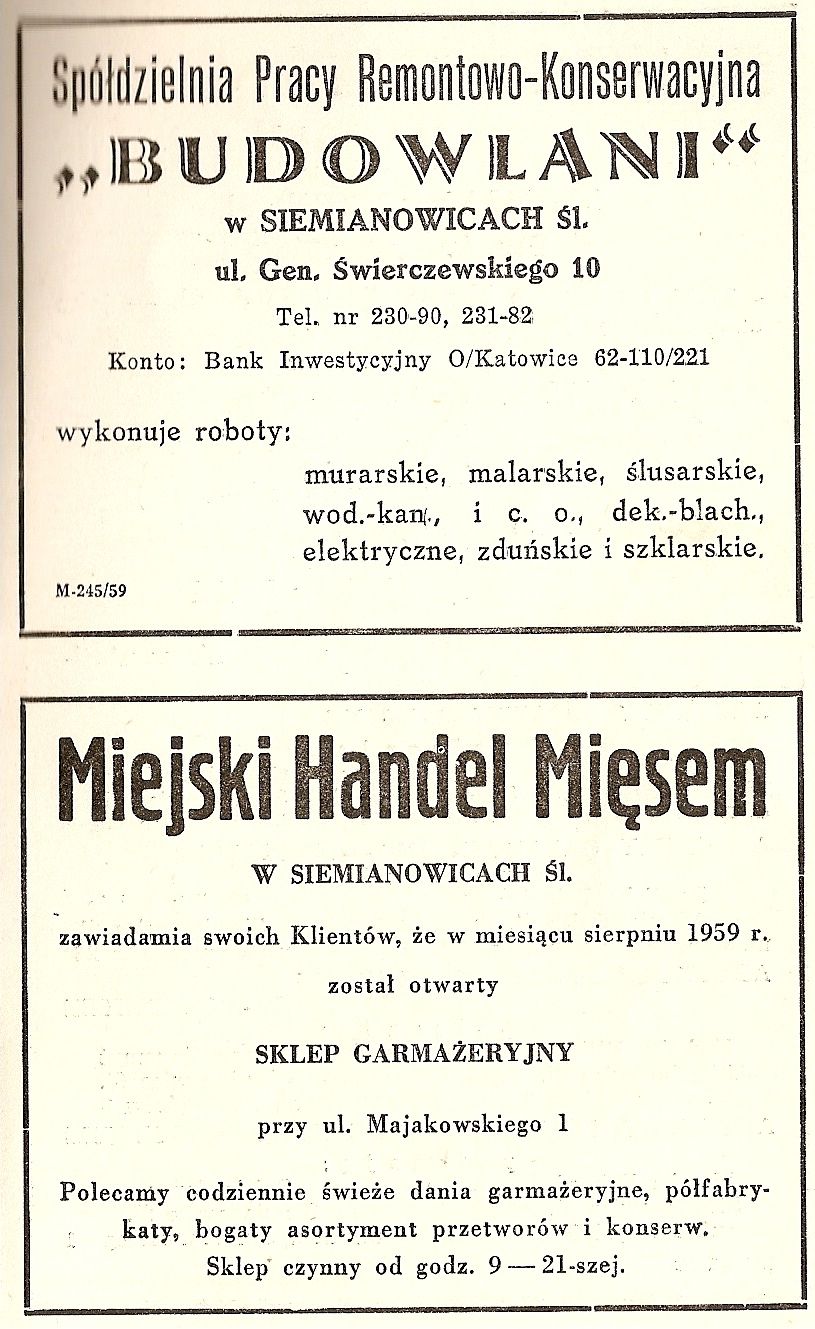 Spółdzielnia Pracy Remontowo-Konserwacyjna
„BUDOWLANI“
w SIEMIANOWICACH Śl.
ul. Gen. Świerczewskiego 10
Tel. nr 230-90, 231-82
Konto: Bank Inwestycyjny O/Katowice 62-110/221
wykonuje roboty:
murarskie, malarskie, ślusarskie,
wod.-kan., i c. o., dek.-blach.,
elektryczne, zduńskie i szklarskie.
M-245/59
Miejski Handel Mięsem
W SIEMIANOWICACH Śl.
zawiadamia swoich Klientów, że w miesiącu sierpniu 1959 r.
został otwarty
SKLEP GARMAŻERYJNY
przy ul. Majakowskiego 1
Polecamy codziennie świeże dania garmażeryjne, półfabry-
katy, bogaty asortyment przetworów i konserw.
Sklep czynny od godz. 9 — 21-szej.